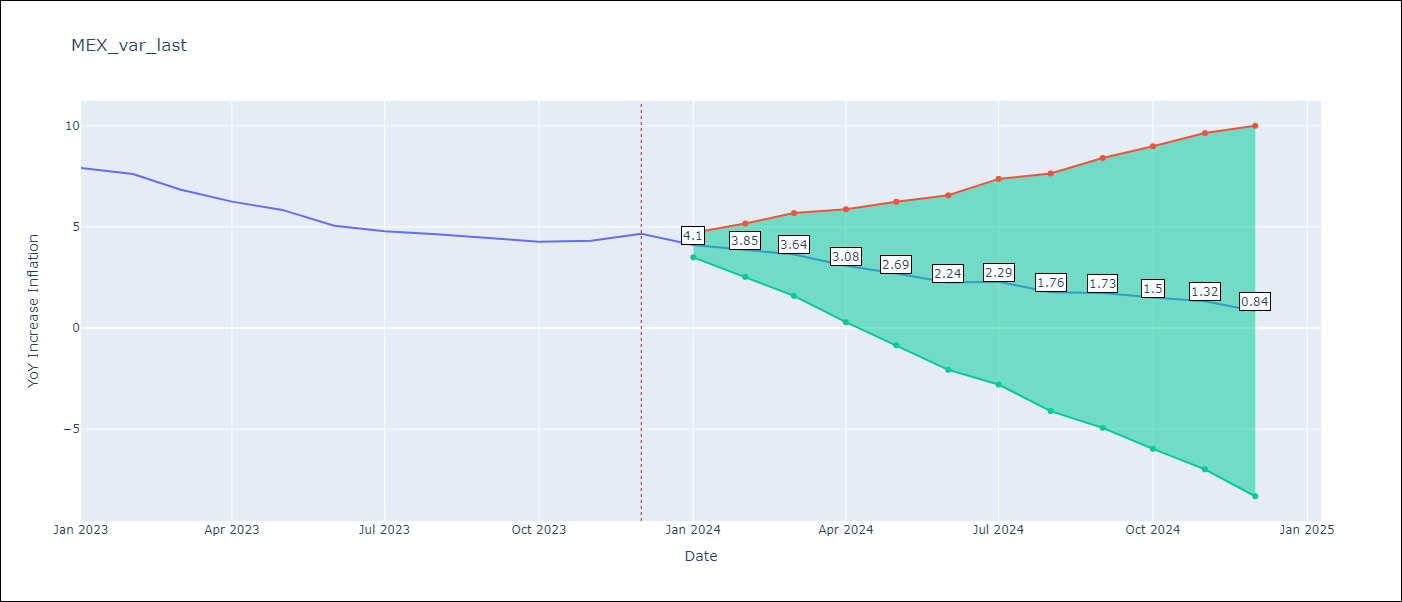 MEX_var_last
YoY Increase Inflation
10
5
0
−5
4.1
3.85
3.64
3.08
2.69
2.24
2.29
1.76
1.73
1.5
1.32
0.84
Jan 2023
Apr 2023
Jul 2023
Oct 2023
Jan 2024
Apr 2024
Jul 2024
Oct 2024
Jan 2025
Date